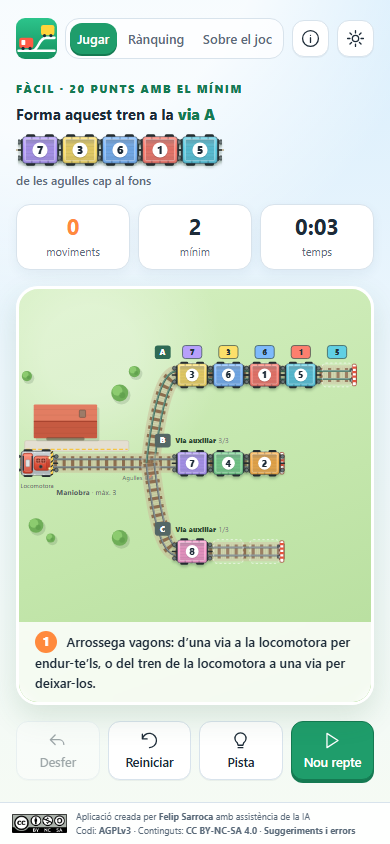 Jugar Rànquing Sobre el joc
FÀCIL · 20 PUNTS AMB EL MÍNIM
Forma aquest tren a la via A
7 3 6 1 5
de les agulles cap al fons
0 2 0:03
moviments mínim temps
A 7 3 6 1 5
3 6 1 5
B Via auxiliar 3/3
7 4 2
Agulles
Locomotora
Maniobra · màx. 3
C Via auxiliar 1/3
8
1 Arrossega vagons: d’una via a la locomotora per
endur-te’ls, o del tren de la locomotora a una via per
deixar-los.
Desfer Reiniciar Pista Nou repte
CC BY NC SA
Aplicació creada per Felip Sarroca amb assistència de la IA
Codi: AGPLv3 · Continguts: CC BY-NC-SA 4.0 · Suggeriments i errors